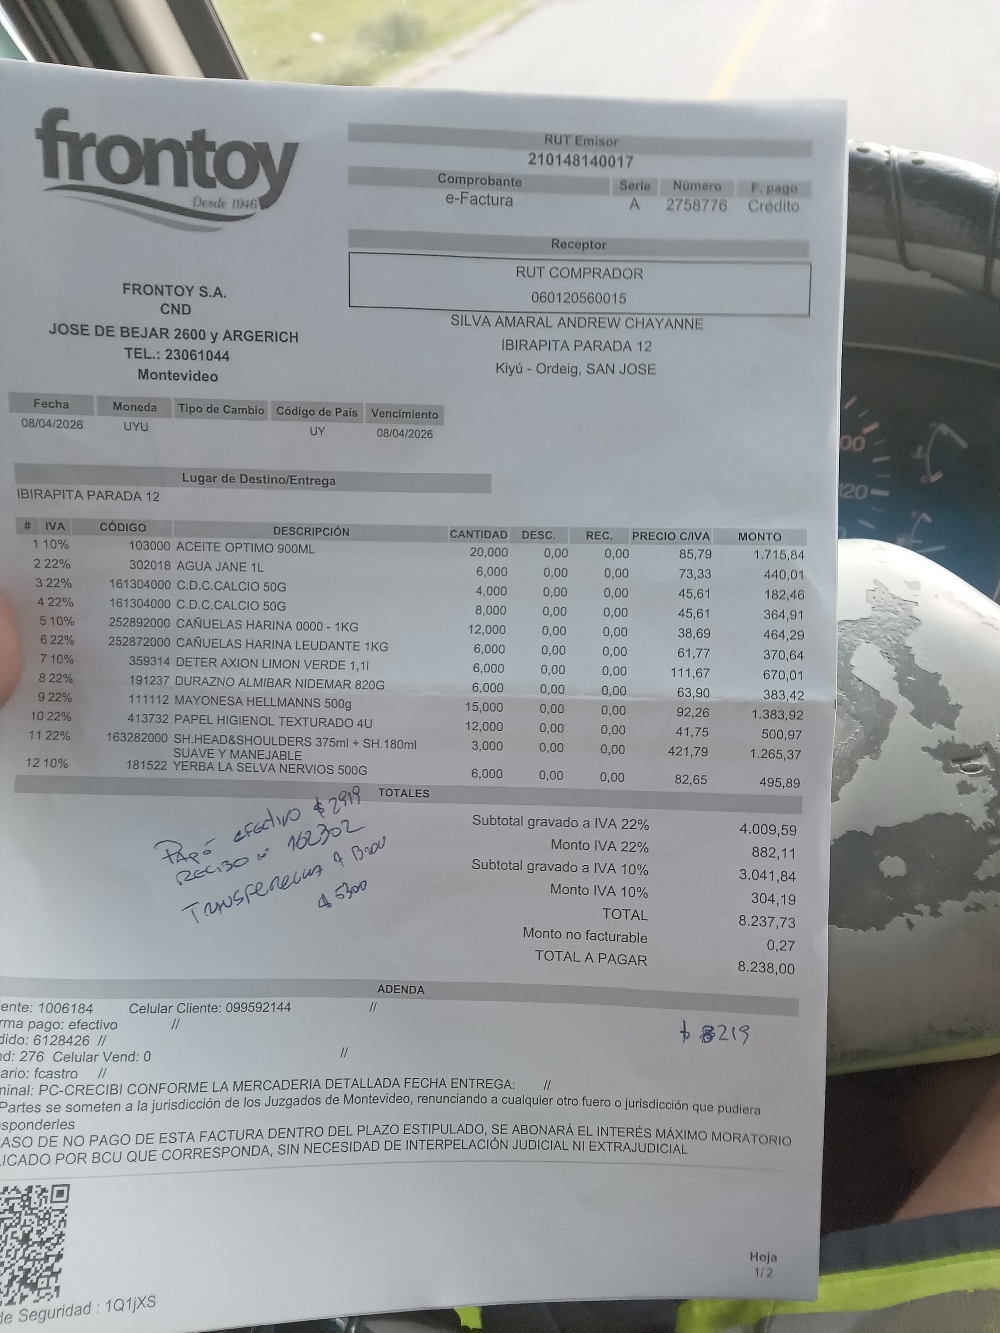 frontoy
Desde 1946
RUT Emisor
210148140017
Comprobante Serie Número F. pago
e-Factura A 2758776 Crédito
Receptor
RUT COMPRADOR
060120560015
SILVA AMARAL ANDREW CHAYANNE
IBIRAPITA PARADA 12
Kiyú - Ordeig, SAN JOSE
FRONTOY S.A.
CND
JOSE DE BEJAR 2600 y ARGERICH
TEL.: 23061044
Montevideo
Fecha Moneda Tipo de Cambio Código de País Vencimiento
08/04/2026 UYU UY 08/04/2026
Lugar de Destino/Entrega
IBIRAPITA PARADA 12
# IVA CÓDIGO DESCRIPCIÓN CANTIDAD DESC. REC. PRECIO C/IVA MONTO
1 10% 103000 ACEITE OPTIMO 900ML 20,000 0,00 0,00 85,79 1.715,84
2 22% 302018 AGUA JANE 1L 6,000 0,00 0,00 73,33 440,01
3 22% 161304000 C.D.C.CALCIO 50G 4,000 0,00 0,00 45,61 182,46
4 22% 161304000 C.D.C.CALCIO 50G 8,000 0,00 0,00 45,61 364,91
5 10% 252892000 CAÑUELAS HARINA 0000 - 1KG 12,000 0,00 0,00 38,69 464,29
6 22% 252872000 CAÑUELAS HARINA LEUDANTE 1KG 6,000 0,00 0,00 61,77 370,64
7 10% 359314 DETER AXION LIMON VERDE 1,1l 6,000 0,00 0,00 111,67 670,01
8 22% 191237 DURAZNO ALMIBAR NIDEMAR 820G 6,000 0,00 0,00 63,90 383,42
9 22% 111112 MAYONESA HELLMANNS 500g 15,000 0,00 0,00 92,26 1.383,92
10 22% 413732 PAPEL HIGIENOL TEXTURADO 4U 12,000 0,00 0,00 41,75 500,97
11 22% 163282000 SH.HEAD&SHOULDERS 375ml + SH.180ml 3,000 0,00 0,00 421,79 1.265,37
SUAVE Y MANEJABLE
12 10% 181522 YERBA LA SELVA NERVIOS 500G 6,000 0,00 0,00 82,65 495,89
TOTALES
Subtotal gravado a IVA 22% 4.009,59
Monto IVA 22% 882,11
Subtotal gravado a IVA 10% 3.041,84
Monto IVA 10% 304,19
TOTAL 8.237,73
Monto no facturable 0,27
TOTAL A PAGAR 8.238,00
PAGÓ efectivo $ 2919
RECIBO nº 162302
TRANSFERENCIA A BROU
$ 5300
ADENDA
ente: 1006184 Celular Cliente: 099592144 //
rma pago: efectivo //
dido: 6128426 //
nd: 276 Celular Vend: 0 //
ario: fcastro //
minal: PC-CRECIBI CONFORME LA MERCADERIA DETALLADA FECHA ENTREGA: //
Partes se someten a la jurisdicción de los Juzgados de Montevideo, renunciando a cualquier otro fuero o jurisdicción que pudiera
sponderles
ASO DE NO PAGO DE ESTA FACTURA DENTRO DEL PLAZO ESTIPULADO, SE ABONARÁ EL INTERÉS MÁXIMO MORATORIO
LICADO POR BCU QUE CORRESPONDA, SIN NECESIDAD DE INTERPELACIÓN JUDICIAL NI EXTRAJUDICIAL
$ 8219
Hoja
1/2
de Seguridad : 1Q1jXS
120